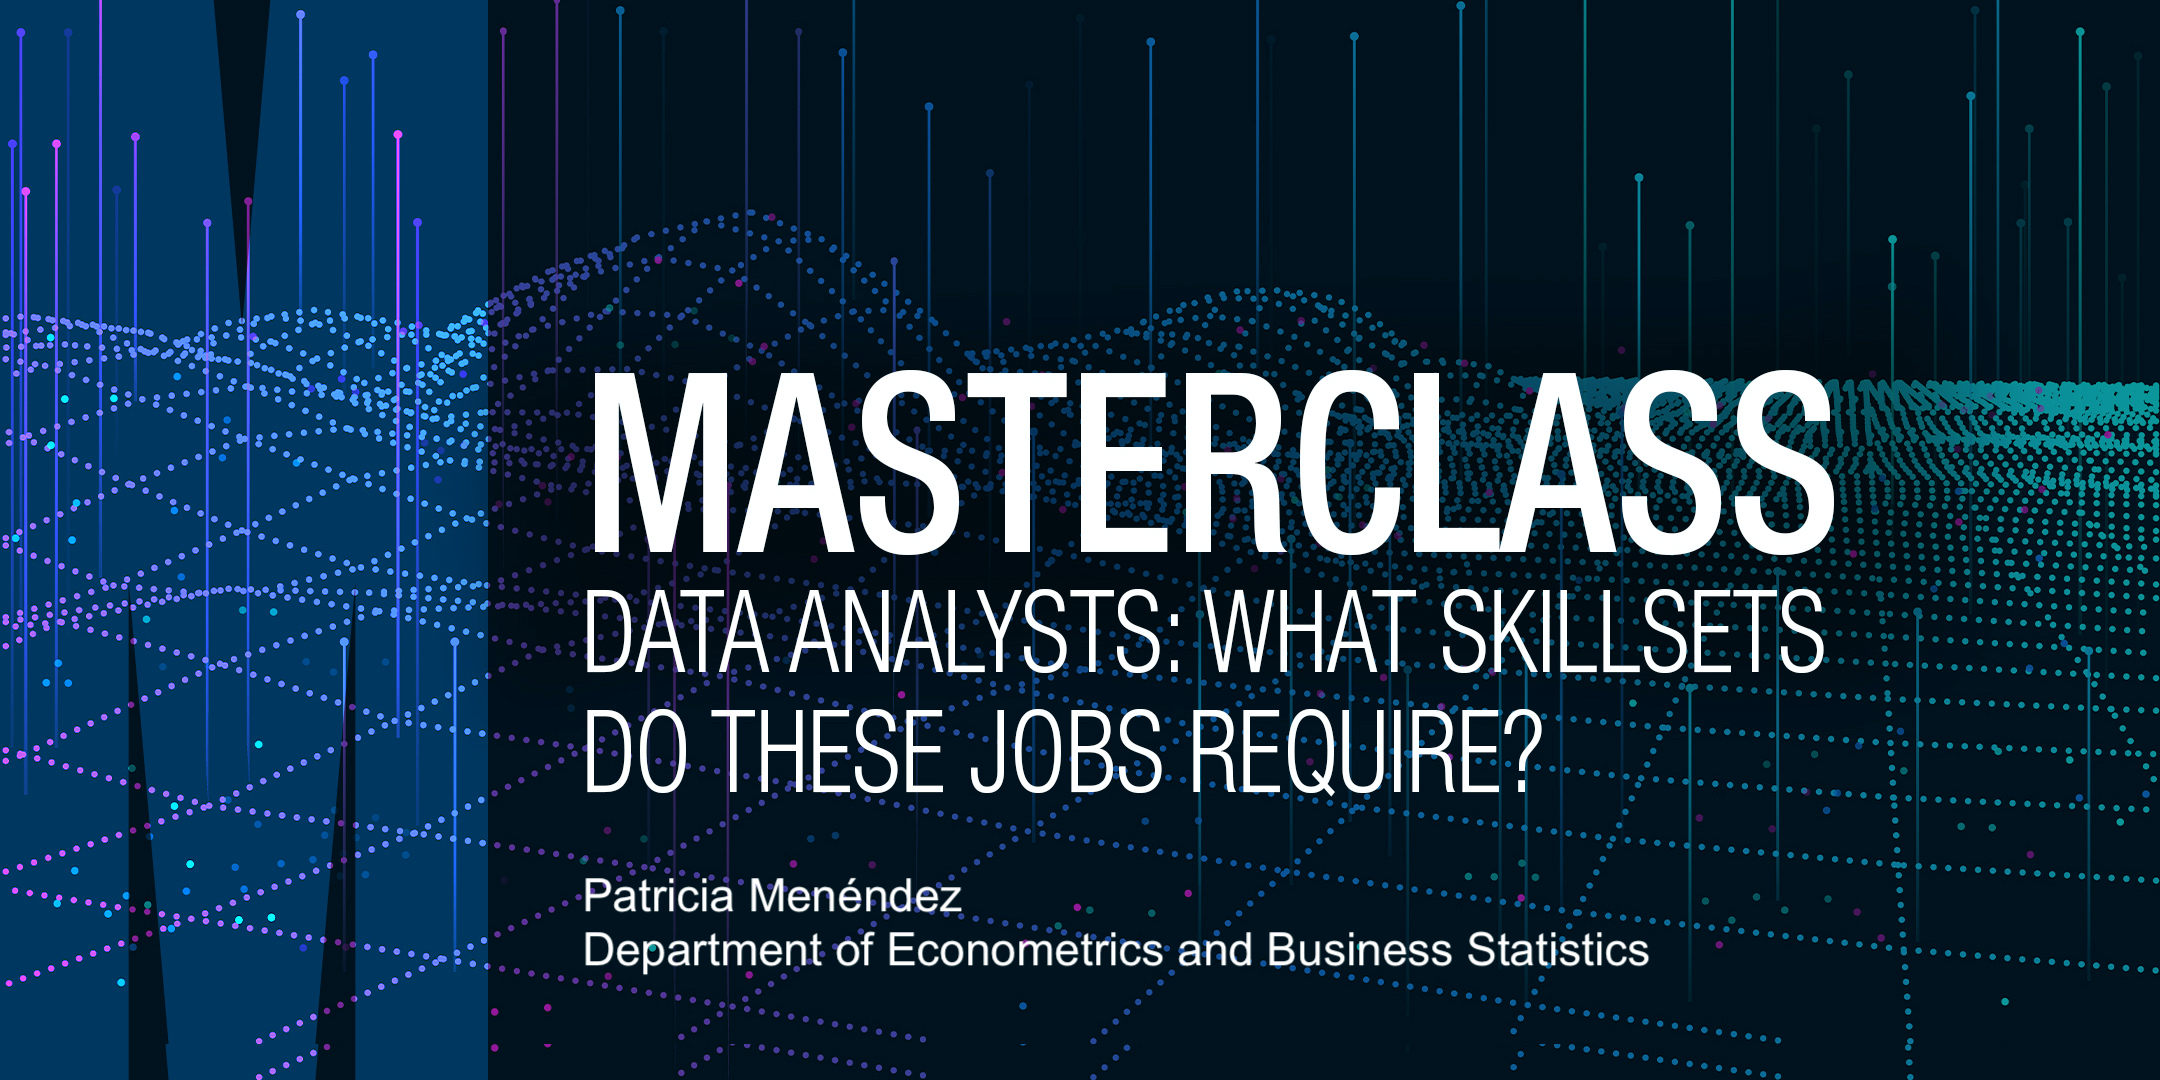 MASTERCLASS
DATA ANALYSTS: WHAT SKILLSETS
DO THESE JOBS REQUIRE?
Patricia Menéndez
Department of Econometrics and Business Statistics